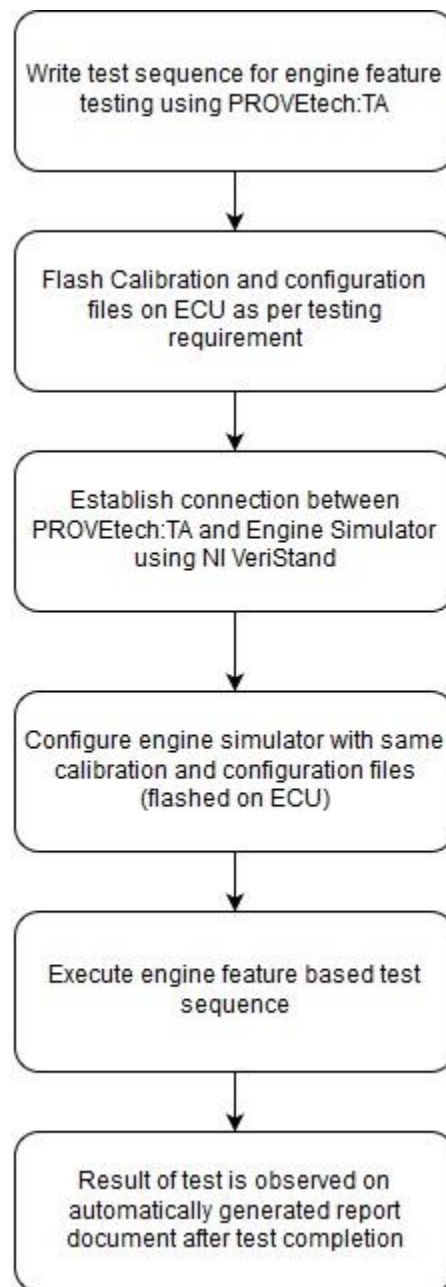 Write test sequence for engine feature
testing using PROVEtech:TA
Flash Calibration and configuration
files on ECU as per testing
requirement
Establish connection between
PROVEtech:TA and Engine Simulator
using NI VeriStand
Configure engine simulator with same
calibration and configuration files
(flashed on ECU)
Execute engine feature based test
sequence
Result of test is observed on
automatically generated report
document after test completion